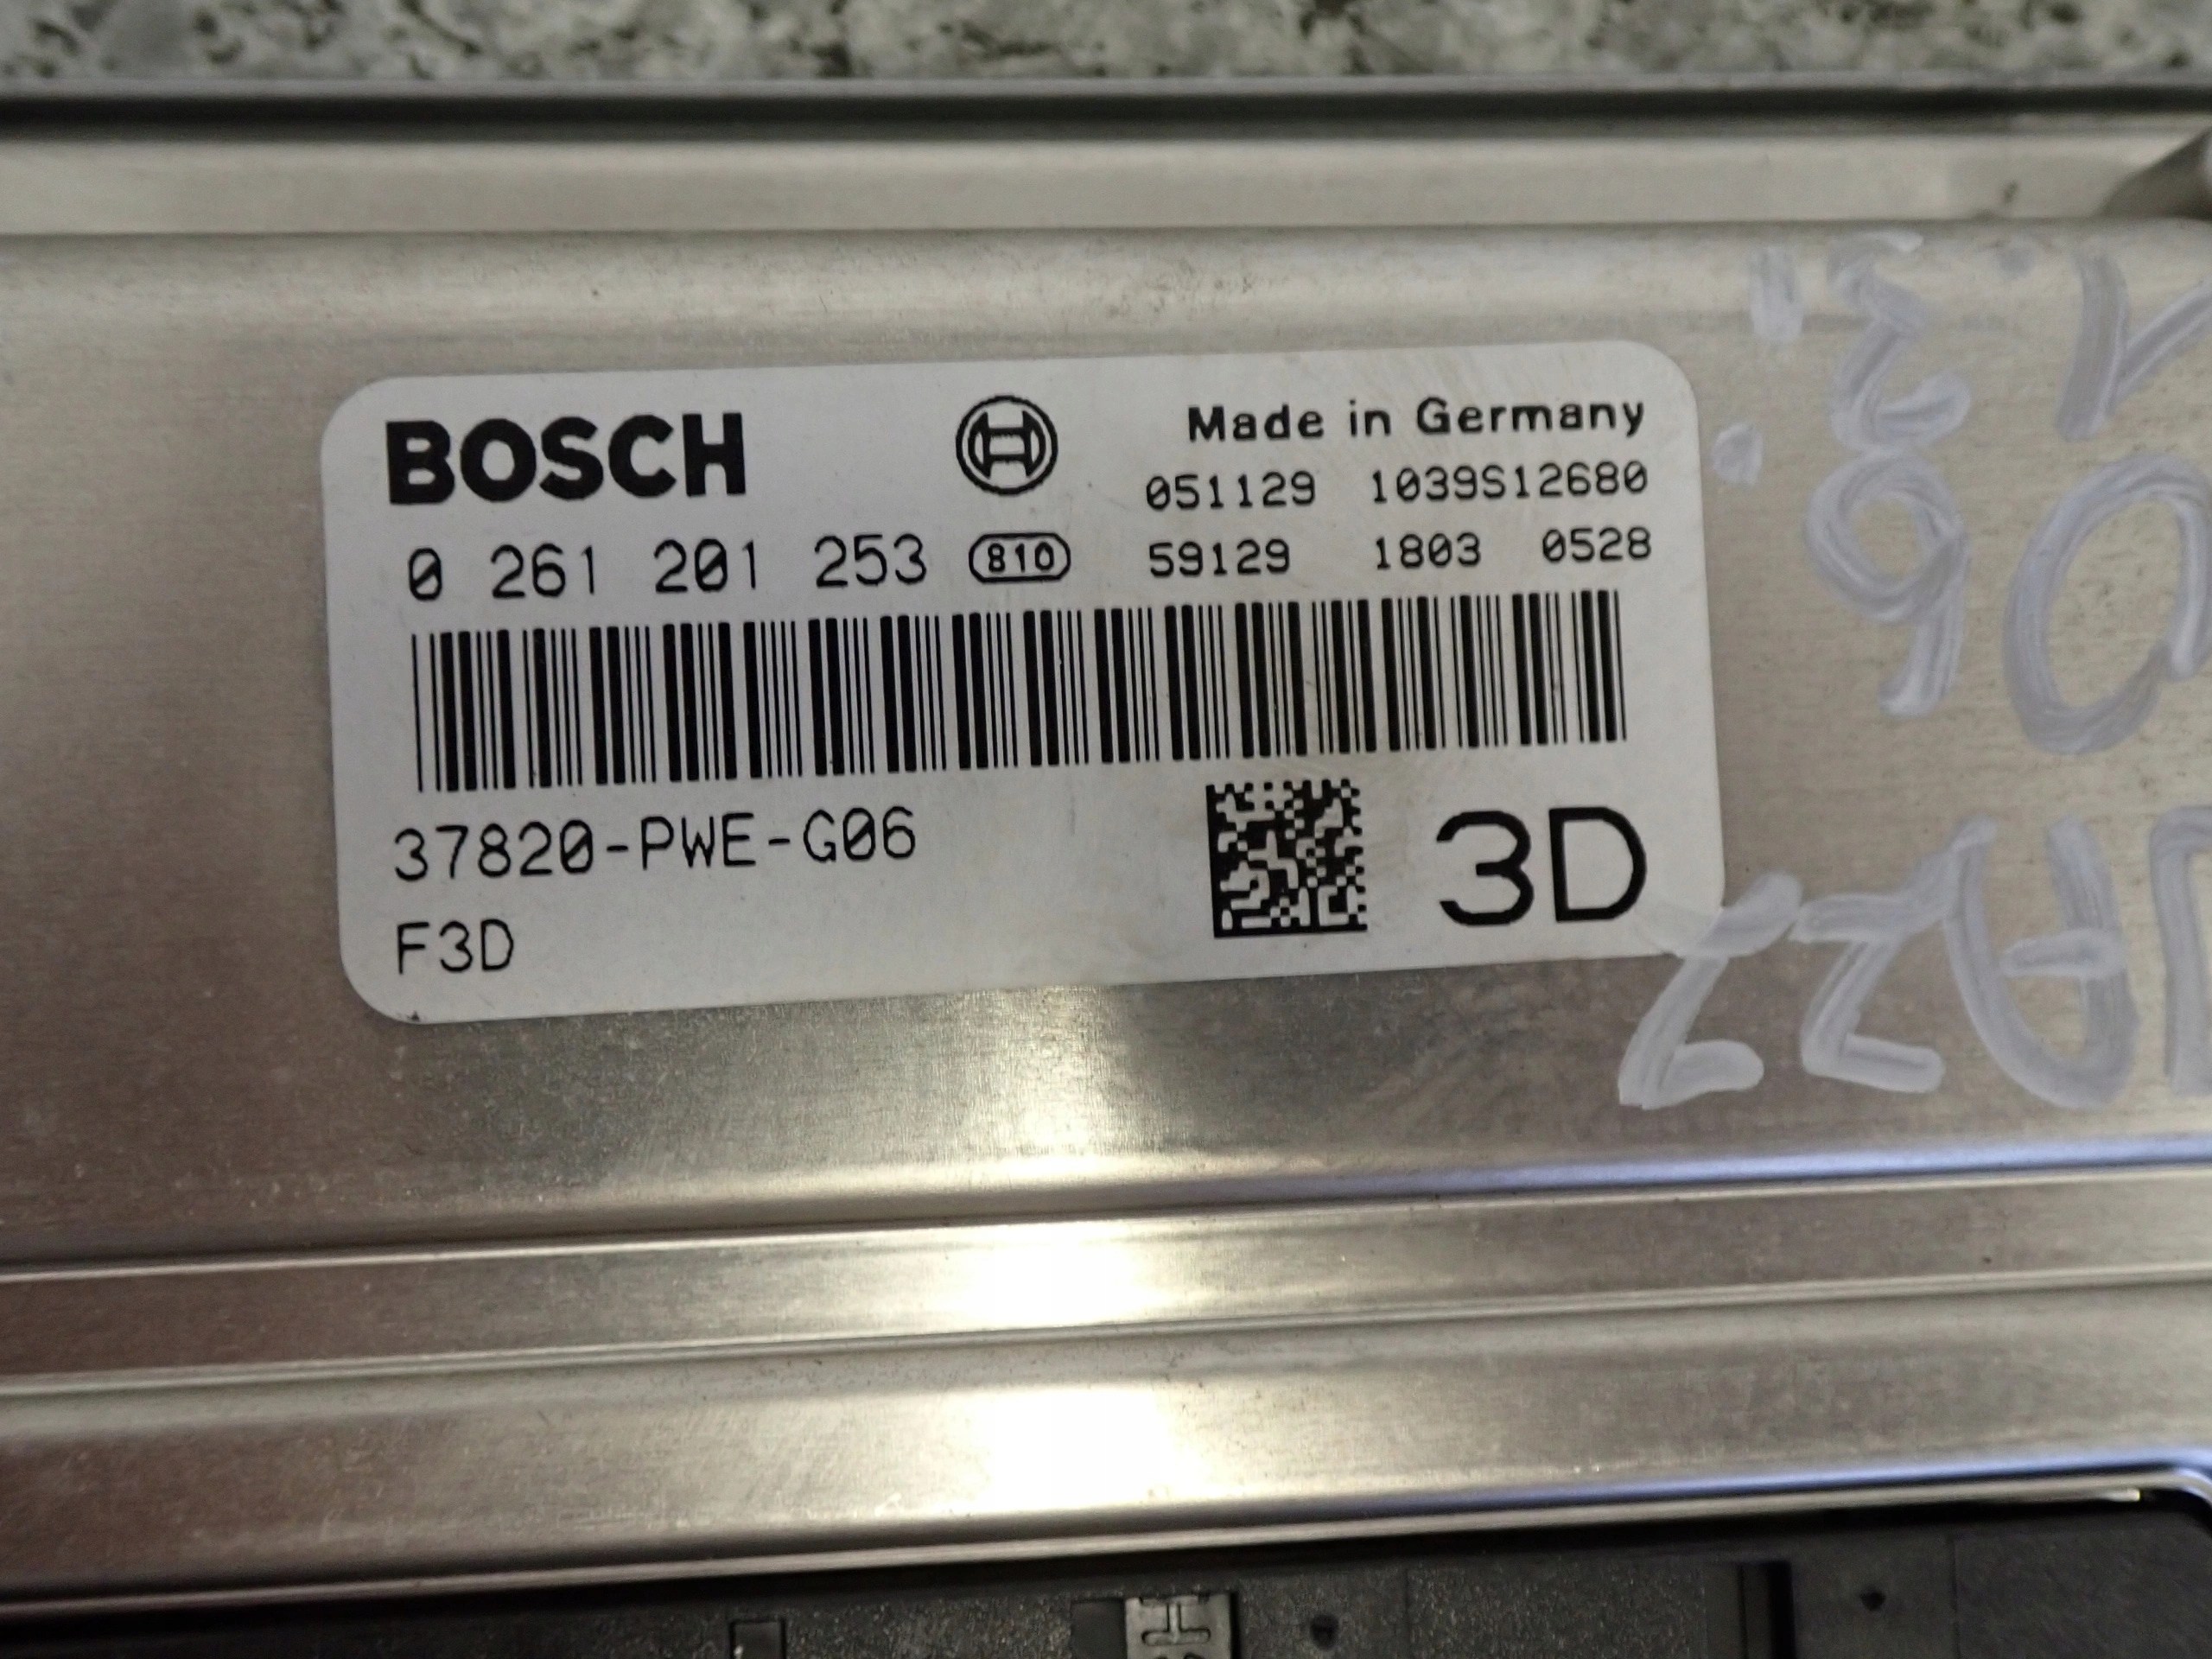 BOSCH
Made in Germany
051129 1039S12680
0 261 201 253 810 59129 1803 0528
37820-PWE-G06
3D
F3D
JAZZ